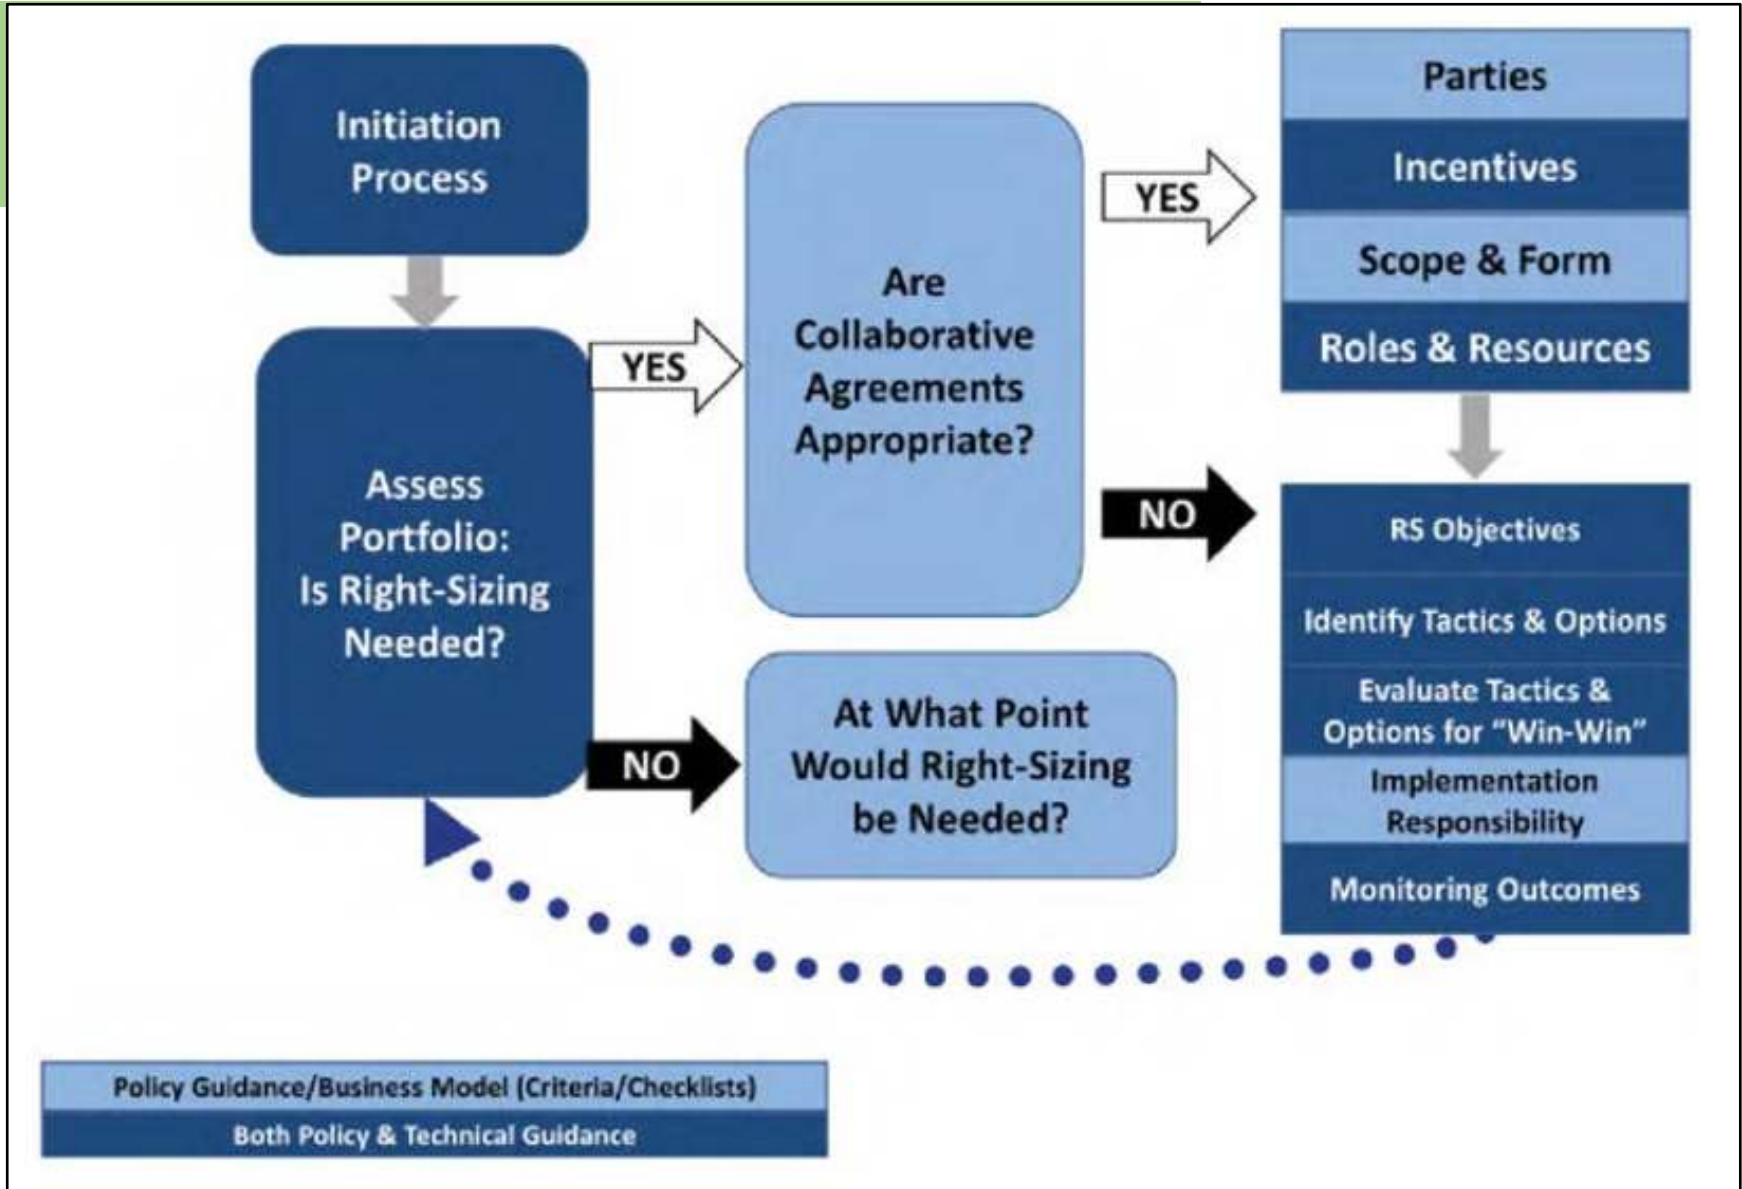 Initiation
Process
Assess
Portfolio:
Is Right-Sizing
Needed?
YES
NO
Are
Collaborative
Agreements
Appropriate?
At What Point
Would Right-Sizing
be Needed?
YES
NO
Parties
Incentives
Scope & Form
Roles & Resources
RS Objectives
Identify Tactics & Options
Evaluate Tactics &
Options for “Win-Win”
Implementation
Responsibility
Monitoring Outcomes
Policy Guidance/Business Model (Criteria/Checklists)
Both Policy & Technical Guidance